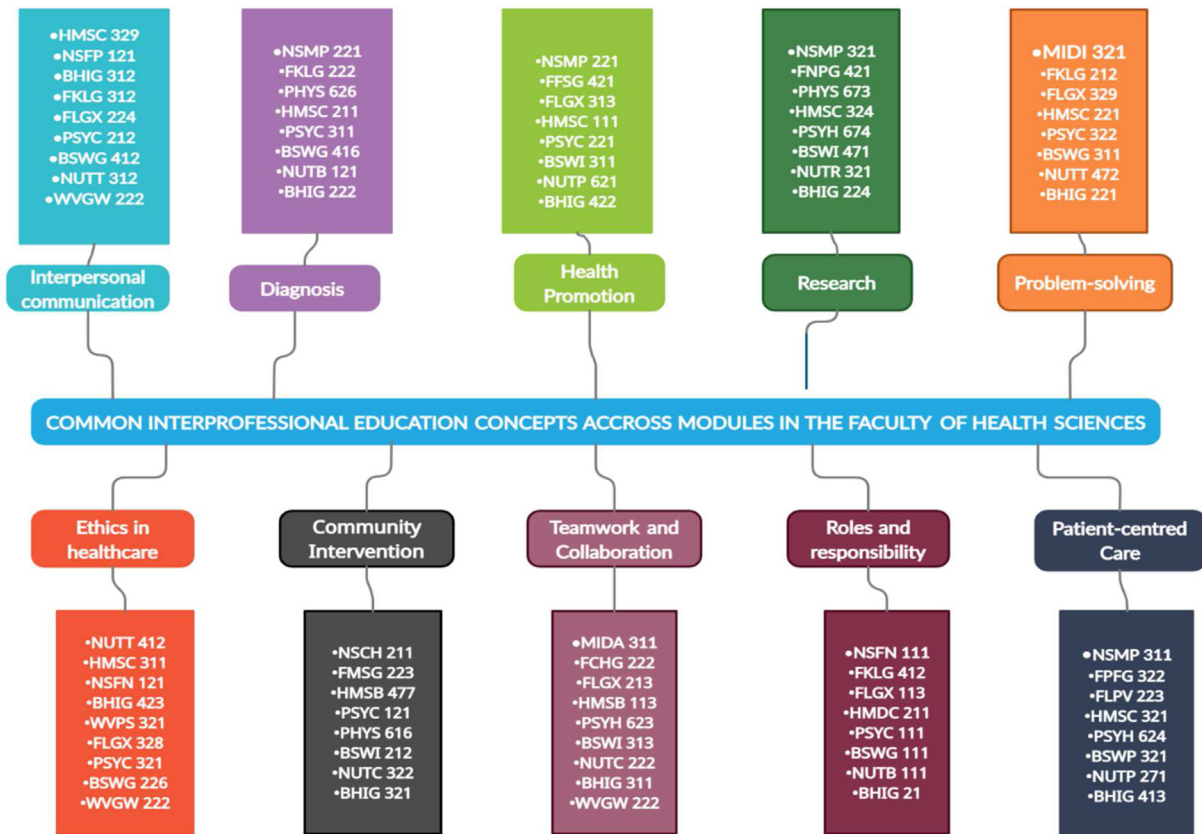 •HMSC 329
•NSFP 121
•BHIG 312
•FKLG 312
•FLGX 224
•PSYC 212
•BSWG 412
•NUTT 312
•WVGW 222
Interpersonal
communication
•NSMP 221
•FKLG 222
•PHYS 626
•HMSC 211
•PSYC 311
•BSWG 416
•NUTB 121
•BHIG 222
Diagnosis
•NSMP 221
•FFSG 421
•FLGX 313
•HMSC 111
•PSYC 221
•BSWI 311
•NUTP 621
•BHIG 422
Health
Promotion
•NSMP 321
•FNPG 421
•PHYS 673
•HMSC 324
•PSYH 674
•BSWI 471
•NUTR 321
•BHIG 224
Research
•MIDI 321
•FKLG 212
•FLGX 329
•HMSC 221
•PSYC 322
•BSWG 311
•NUTT 472
•BHIG 221
Problem-solving
COMMON INTERPROFESSIONAL EDUCATION CONCEPTS ACCROSS MODULES IN THE FACULTY OF HEALTH SCIENCES
Ethics in
healthcare
•NUTT 412
•HMSC 311
•NSFN 121
•BHIG 423
•WVPS 321
•FLGX 328
•PSYC 321
•BSWG 226
•WVGW 222
Community
Intervention
•NSCH 211
•FMSG 223
•HMSB 477
•PSYC 121
•PHYS 616
•BSWI 212
•NUTC 322
•BHIG 321
Teamwork and
Collaboration
•MIDA 311
•FCHG 222
•FLGX 213
•HMSB 113
•PSYH 623
•BSWI 313
•NUTC 222
•BHIG 311
•WVGW 222
Roles and
responsibility
•NSFN 111
•FKLG 412
•FLGX 113
•HMDC 211
•PSYC 111
•BSWG 111
•NUTB 111
•BHIG 21
Patient-centred
Care
•NSMP 311
•FPFG 322
•FLPV 223
•HMSC 321
•PSYH 624
•BSWP 321
•NUTP 271
•BHIG 413